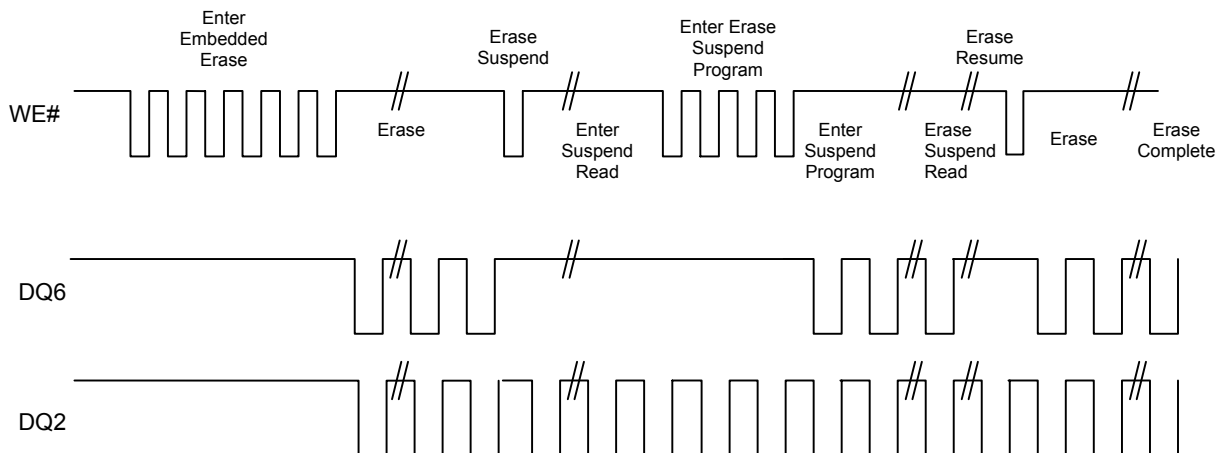 Enter
Embedded
Erase
Erase
Suspend
Enter Erase
Suspend
Program
Erase
Resume
WE#
Erase
Enter
Suspend
Read
Enter
Suspend
Program
Erase
Suspend
Read
Erase
Erase
Complete
DQ6
DQ2